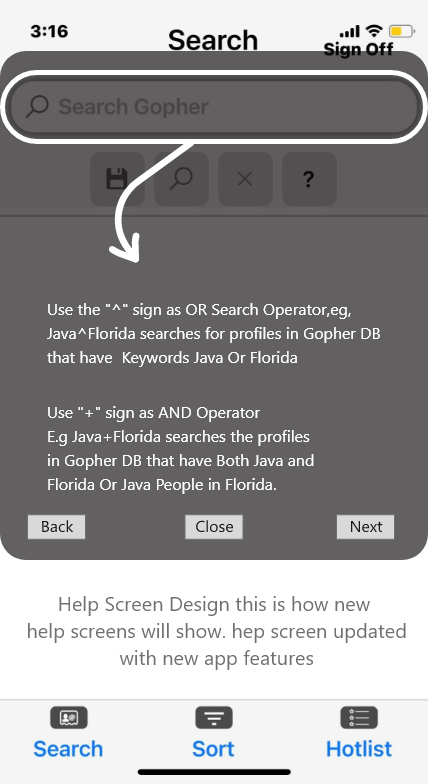 3:16
Search
Sign Off
Search Gopher
?
Use the "^" sign as OR Search Operator,eg,
Java^Florida searches for profiles in Gopher DB
that have Keywords Java Or Florida
Use "+" sign as AND Operator
E.g Java+Florida searches the profiles
in Gopher DB that have Both Java and
Florida Or Java People in Florida.
Back
Close
Next
Help Screen Design this is how new
help screens will show. hep screen updated
with new app features
Search
Sort
Hotlist